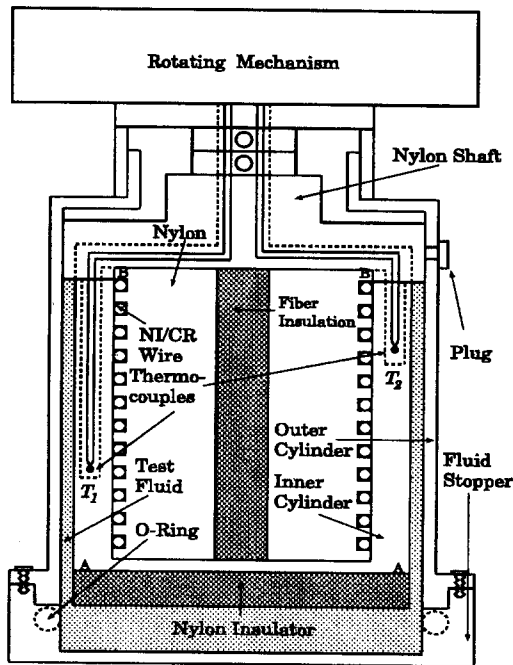 Rotating Mechanism
Nylon Shaft
Nylon
B
B
Fiber
Insulation
NI/CR
Wire
Thermo-
couples
Plug
T2
Outer
Cylinder
Fluid
Stopper
Test
Fluid
T1
Inner
Cylinder
O-Ring
A
A
Nylon Insulator